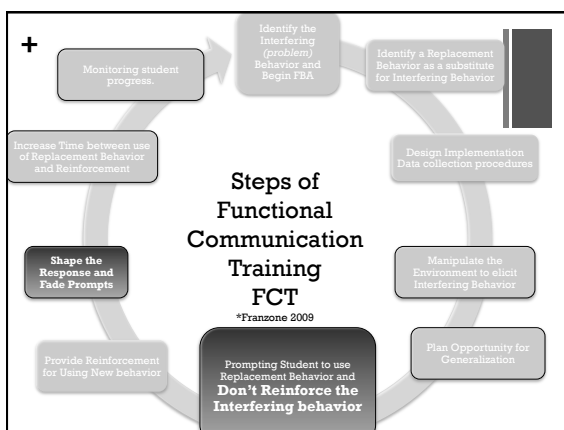 +
Identify the
Interfering
(problem)
Behavior and
Begin FBA
Identify a Replacement
Behavior as a substitute
for Interfering Behavior
Design Implementation
Data collection procedures
Manipulate the
Environment to elicit
Interfering Behavior
Plan Opportunity for
Generalization
Prompting Student to use
Replacement Behavior and
Don't Reinforce the
Interfering behavior
Provide Reinforcement
for Using New behavior
Shape the
Response and
Fade Prompts
Increase Time between use
of Replacement Behavior
and Reinforcement
Monitoring student
progress.
Steps of
Functional
Communication
Training
FCT
*Franzone 2009